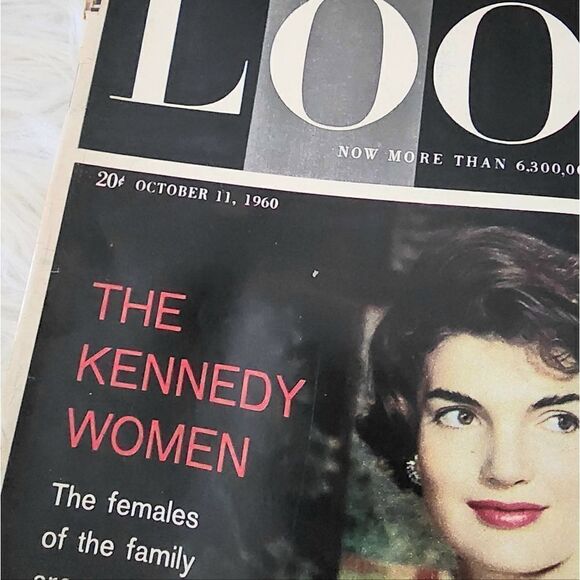 LOO
NOW MORE THAN 6,300,00
20¢ OCTOBER 11, 1960
THE
KENNEDY
WOMEN
The females
of the family
are